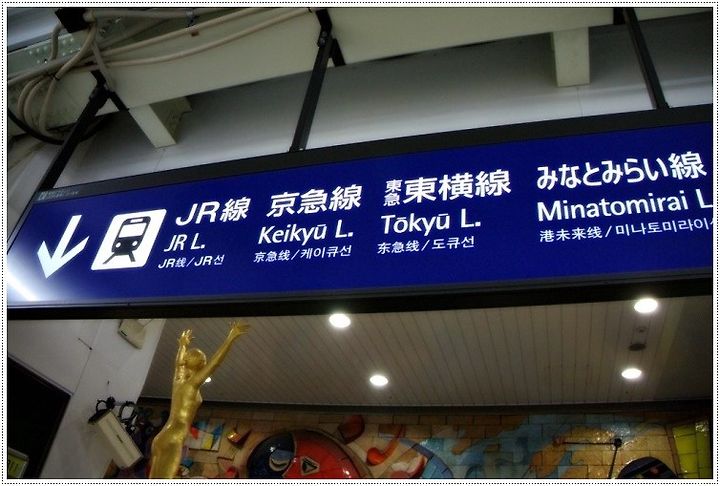 JR線
JR L.
JR线/JR선
京急線
Keikyū L.
京急线/케이큐선
東急東横線
Tōkyū L.
东急线/도큐선
みなとみらい線
Minatomirai L
港未来线/미나토미라이